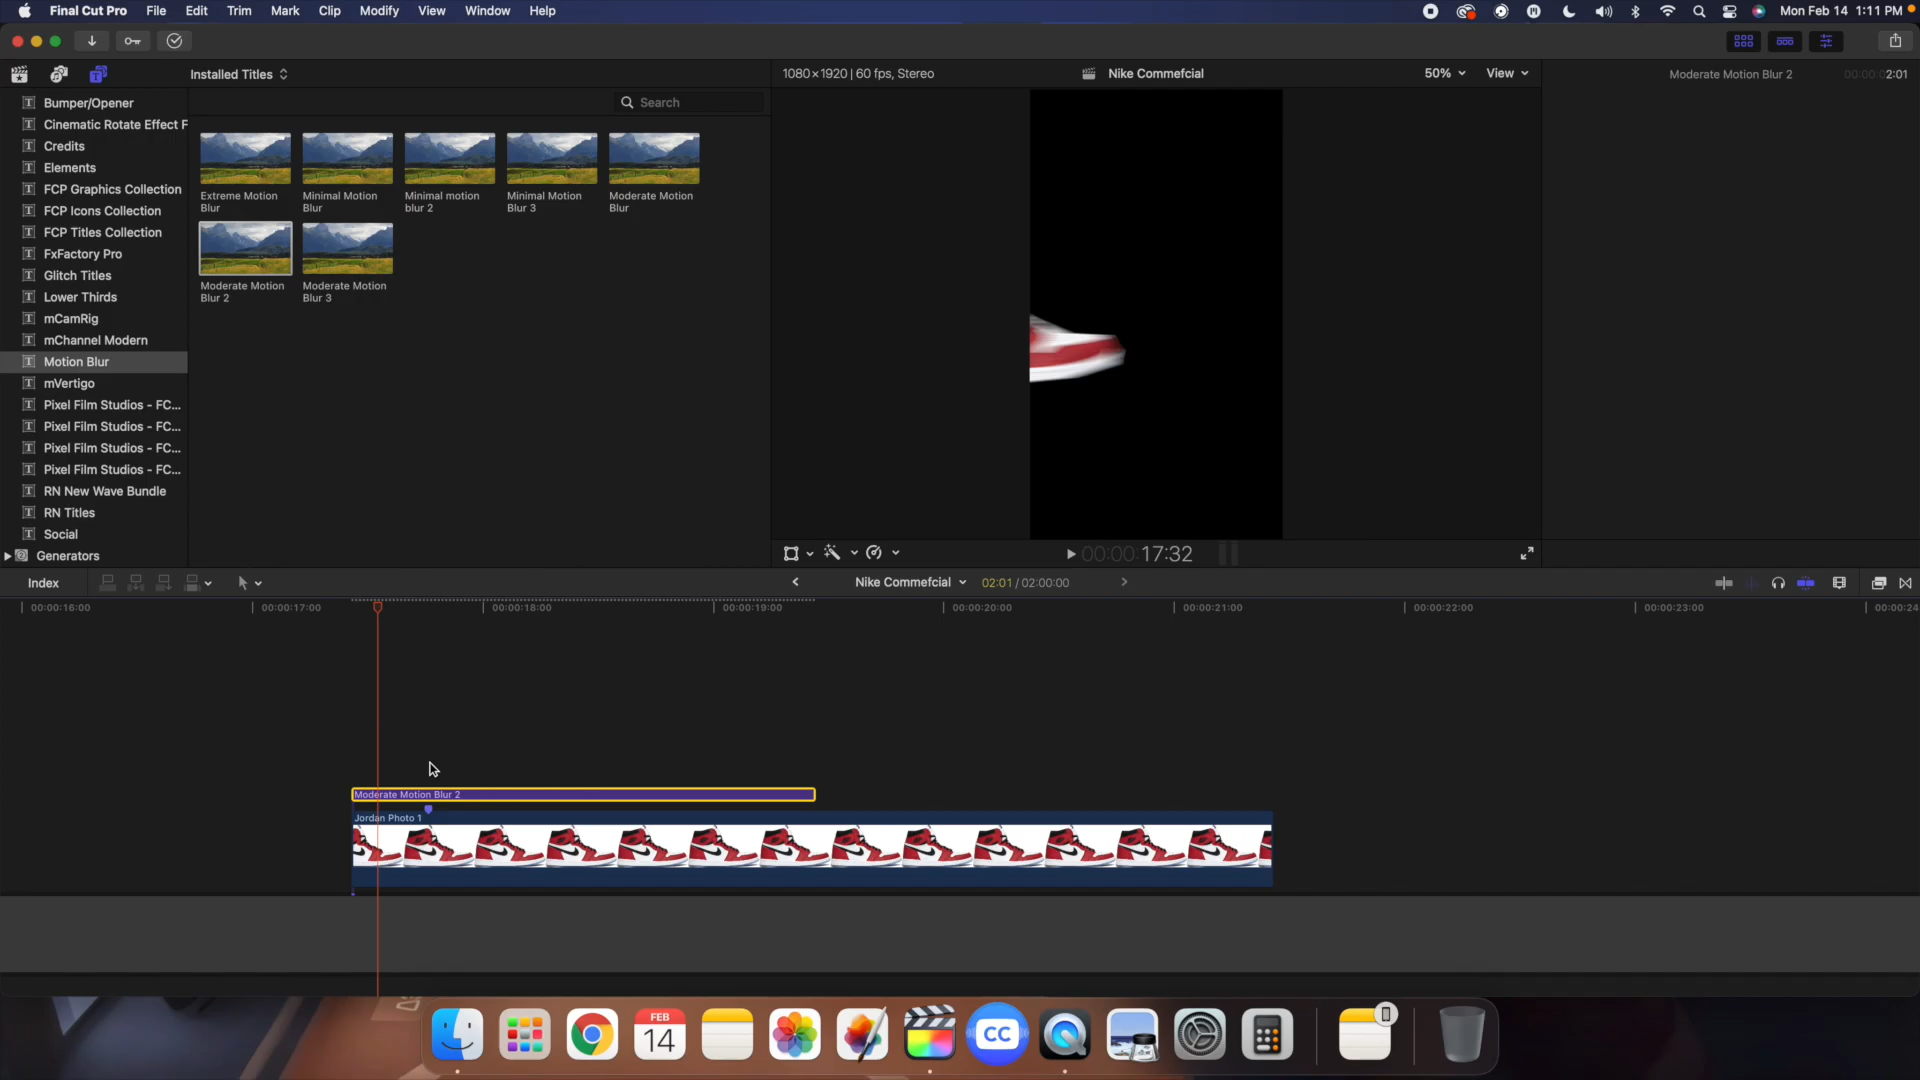 Final Cut Pro File Edit Trim Mark Clip Modify View Window Help Mon Feb 14 1:11 PM
Installed Titles 1080×1920 | 60 fps, Stereo Nike Commefcial 50% View Moderate Motion Blur 2 00:00:02:01
Search
Bumper/Opener
Cinematic Rotate Effect F
Credits
Elements
FCP Graphics Collection
FCP Icons Collection
FCP Titles Collection
FxFactory Pro
Glitch Titles
Lower Thirds
mCamRig
mChannel Modern
Motion Blur
mVertigo
Pixel Film Studios - FC...
Pixel Film Studios - FC...
Pixel Film Studios - FC...
Pixel Film Studios - FC...
RN New Wave Bundle
RN Titles
Social
Generators
Extreme Motion
Blur
Minimal Motion
Blur
Minimal motion
blur 2
Minimal Motion
Blur 3
Moderate Motion
Blur
Moderate Motion
Blur 2
Moderate Motion
Blur 3
00:00:17:32
Index Nike Commefcial 02:01 / 02:00:00
00:00:16:00 00:00:17:00 00:00:18:00 00:00:19:00 00:00:20:00 00:00:21:00 00:00:22:00 00:00:23:00 00:00:24
Moderate Motion Blur 2
Jordan Photo 1
FEB
14
CC